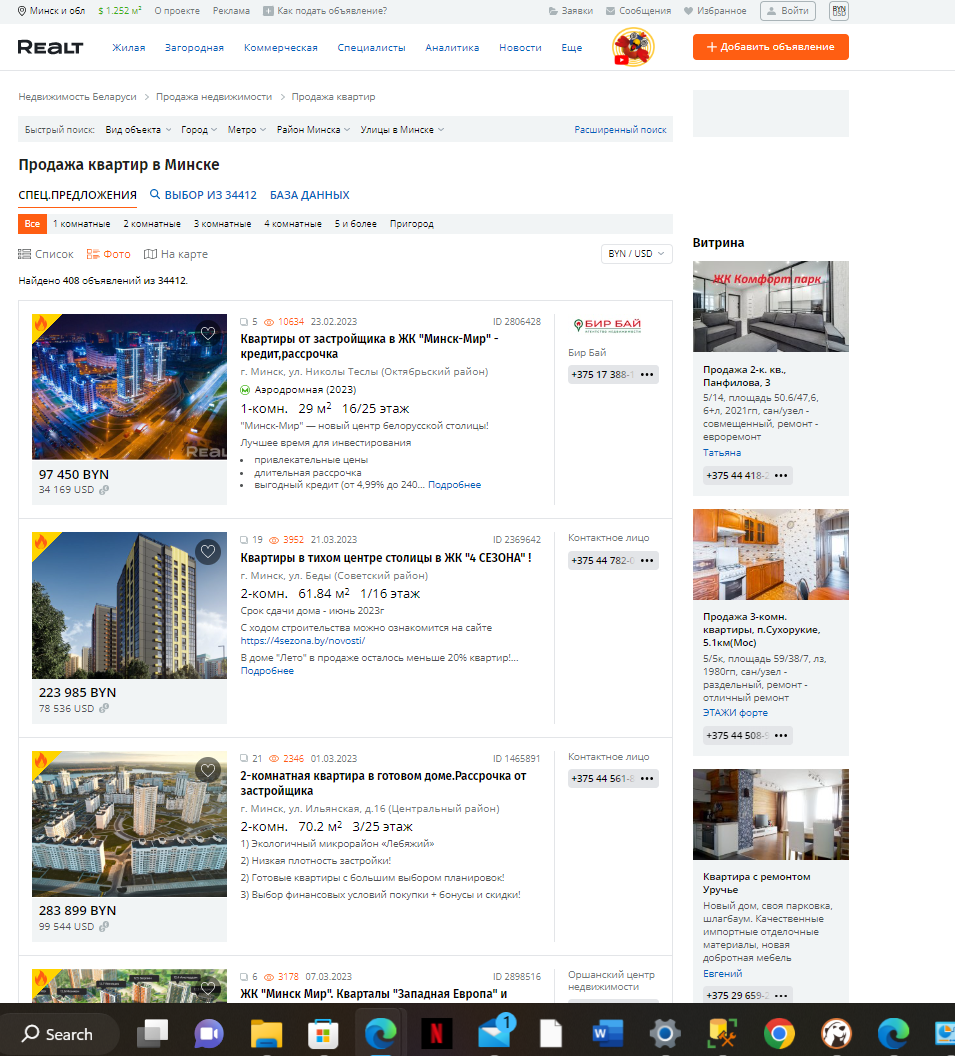 Минск и обл $ 1.252 м² О проекте Реклама Как подать объявление? Заявки Сообщения Избранное Войти BYN USD
REALT Жилая Загородная Коммерческая Специалисты Аналитика Новости Еще Добавить объявление
Недвижимость Беларуси Продажа недвижимости Продажа квартир
Быстрый поиск: Вид объекта Город Метро Район Минска Улицы в Минске Расширенный поиск
Продажа квартир в Минске
СПЕЦ.ПРЕДЛОЖЕНИЯ ВЫБОР ИЗ 34412 БАЗА ДАННЫХ
Все 1 комнатные 2 комнатные 3 комнатные 4 комнатные 5 и более Пригород
Список Фото На карте BYN / USD
Найдено 408 объявлений из 34412.
5 10634 23.02.2023 ID 2806428
Квартиры от застройщика в ЖК "Минск-Мир" -
кредит,рассрочка
г. Минск, ул. Николы Теслы (Октябрьский район)
Аэродромная (2023)
1-комн. 29 м² 16/25 этаж
"Минск-Мир" — новый центр белорусской столицы!
Лучшее время для инвестирования
• привлекательные цены
• длительная рассрочка
• выгодный кредит (от 4,99% до 240... Подробнее
REALT
97 450 BYN
34 169 USD
БИР БАЙ
Бир Бай
+375 17 388-1 •••
19 3952 21.03.2023 ID 2369642
Квартиры в тихом центре столицы в ЖК "4 СЕЗОНА" !
г. Минск, ул. Беды (Советский район)
2-комн. 61.84 м² 1/16 этаж
Срок сдачи дома - июнь 2023г
С ходом строительства можно ознакомится на сайте
https://4sezona.by/novosti/
В доме "Лето" в продаже осталось меньше 20% квартир!...
Подробнее
223 985 BYN
78 536 USD
Контактное лицо
+375 44 782-0 •••
21 2346 01.03.2023 ID 1465891
2-комнатная квартира в готовом доме.Рассрочка от
застройщика
г. Минск, ул. Ильянская, д.16 (Центральный район)
2-комн. 70.2 м² 3/25 этаж
1) Экологичный микрорайон «Лебяжий»
2) Низкая плотность застройки!
2) Готовые квартиры с большим выбором планировок!
3) Выбор финансовых условий покупки + бонусы и скидки!
283 899 BYN
99 544 USD
Контактное лицо
+375 44 561-8 •••
6 3178 07.03.2023 ID 2898516
ЖК "Минск Мир". Кварталы "Западная Европа" и
Оршанский центр
недвижимости
Витрина
ЖК Комфорт парк
Продажа 2-к. кв.,
Панфилова, 3
5/14, площадь 50.6/47,6,
6+л, 2021гп, сан/узел -
совмещенный, ремонт -
евроремонт
Татьяна
+375 44 418-2 •••
Продажа 3-комн.
квартиры, п.Сухорукие,
5.1км(Мос)
5/5к, площадь 59/38/7, лз,
1980гп, сан/узел -
раздельный, ремонт -
отличный ремонт
ЭТАЖИ форте
+375 44 508-9 •••
Квартира с ремонтом
Уручье
Новый дом, своя парковка,
шлагбаум. Качественные
импортные отделочные
материалы, новая
добротная мебель
Евгений
+375 29 659-2 •••
Search N 1 W